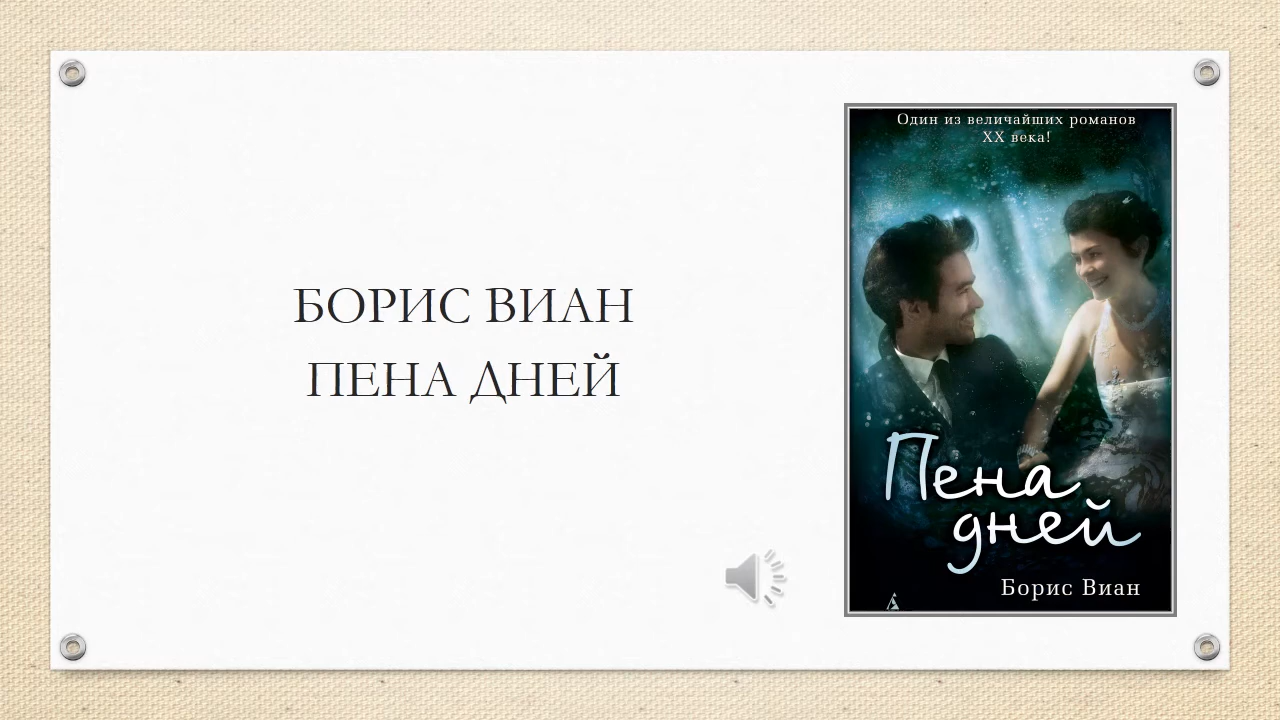 БОРИС ВИАН
ПЕНА ДНЕЙ
Один из величайших романов
XX века!
Пена
дней
Борис Виан